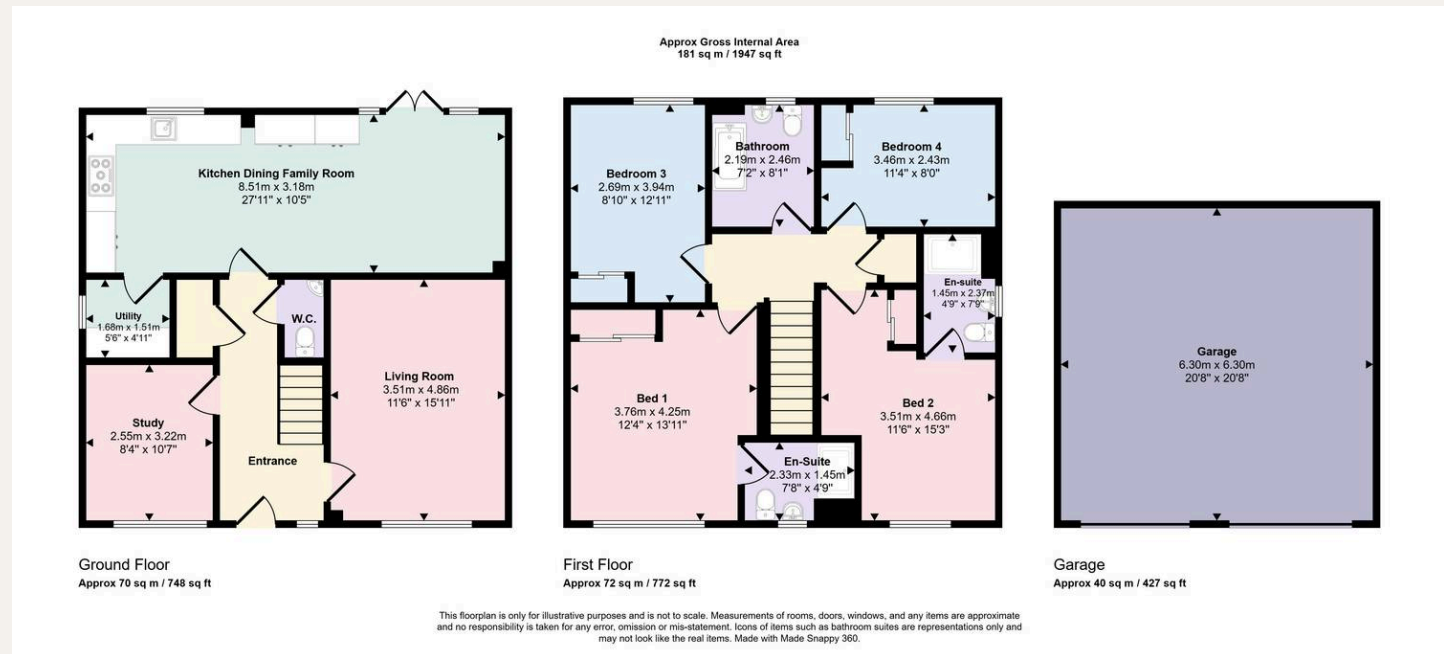 Approx Gross Internal Area
181 sq m / 1947 sq ft
Kitchen Dining Family Room
8.51m x 3.18m
27'11" x 10'5"
Utility
1.68m x 1.51m
5'6" x 4'11"
W.C.
Living Room
3.51m x 4.86m
11'6" x 15'11"
Study
2.55m x 3.22m
8'4" x 10'7"
Entrance
Ground Floor
Approx 70 sq m / 748 sq ft
Bedroom 3
2.69m x 3.94m
8'10" x 12'11"
Bathroom
2.19m x 2.46m
7'2" x 8'1"
Bedroom 4
3.46m x 2.43m
11'4" x 8'0"
En-suite
1.45m x 2.37m
4'9" x 7'9"
Bed 1
3.76m x 4.25m
12'4" x 13'11"
Bed 2
3.51m x 4.66m
11'6" x 15'3"
En-Suite
2.33m x 1.45m
7'8" x 4'9"
First Floor
Approx 72 sq m / 772 sq ft
Garage
6.30m x 6.30m
20'8" x 20'8"
Garage
Approx 40 sq m / 427 sq ft
This floorplan is only for illustrative purposes and is not to scale. Measurements of rooms, doors, windows, and any items are approximate
and no responsibility is taken for any error, omission or mis-statement. Icons of items such as bathroom suites are representations only and
may not look like the real items. Made with Made Snappy 360.